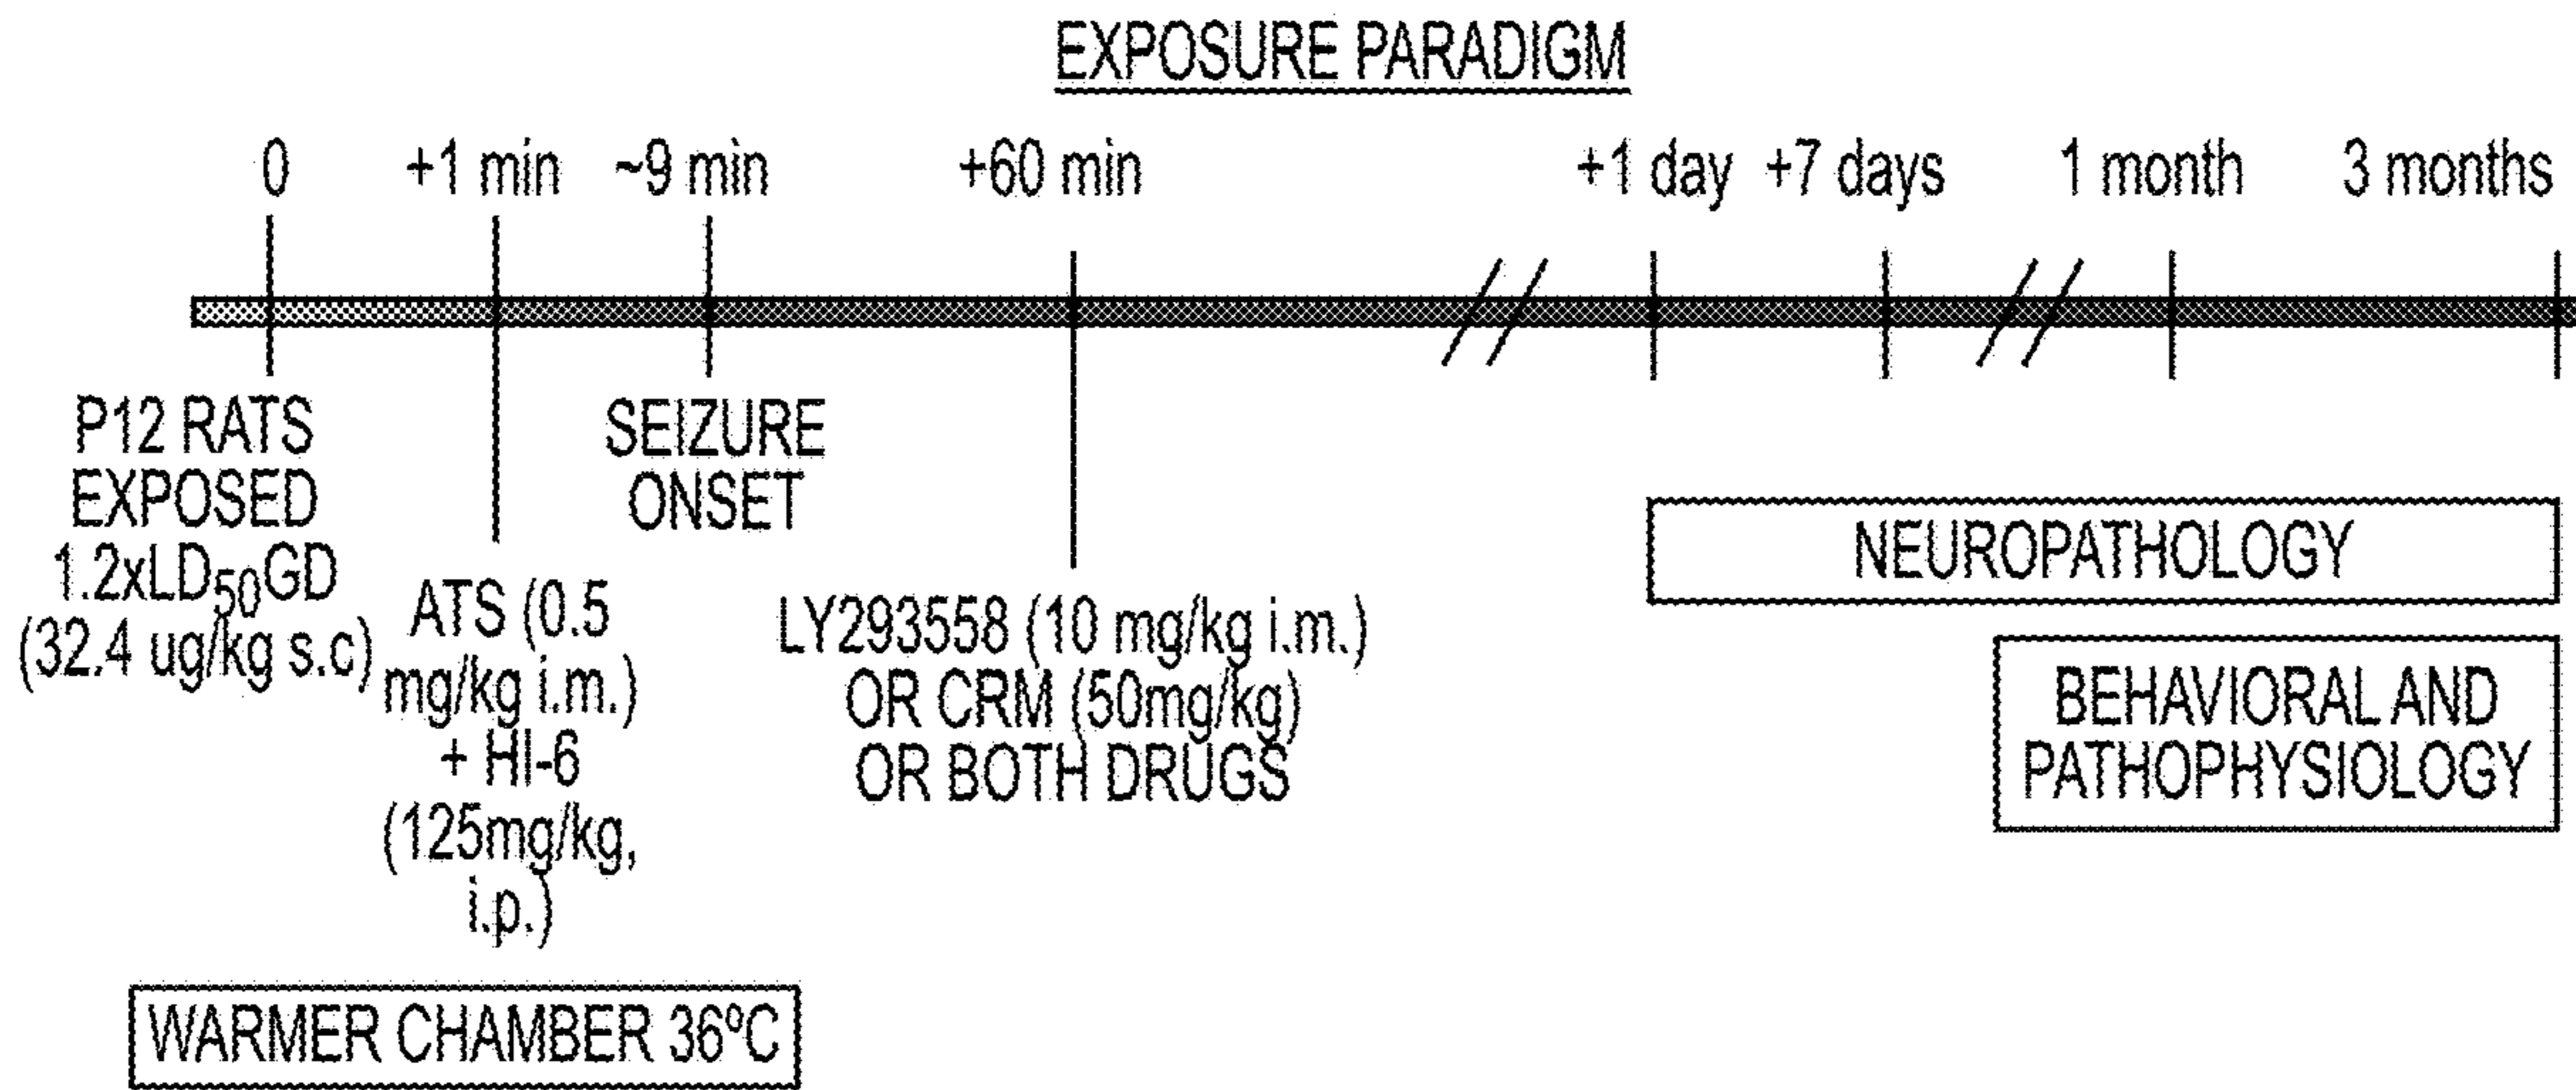 EXPOSURE PARADIGM
0
+1 min
~9 min
+60 min
+1 day
+7 days
1 month
3 months
P12 RATS
EXPOSED
1.2xLD50GD
(32.4 ug/kg s.c)
ATS (0.5
mg/kg i.m.)
+ HI-6
(125mg/kg,
i.p.)
SEIZURE
ONSET
LY293558 (10 mg/kg i.m.)
OR CRM (50mg/kg)
OR BOTH DRUGS
NEUROPATHOLOGY
BEHAVIORAL AND
PATHOPHYSIOLOGY
WARMER CHAMBER 36ºC